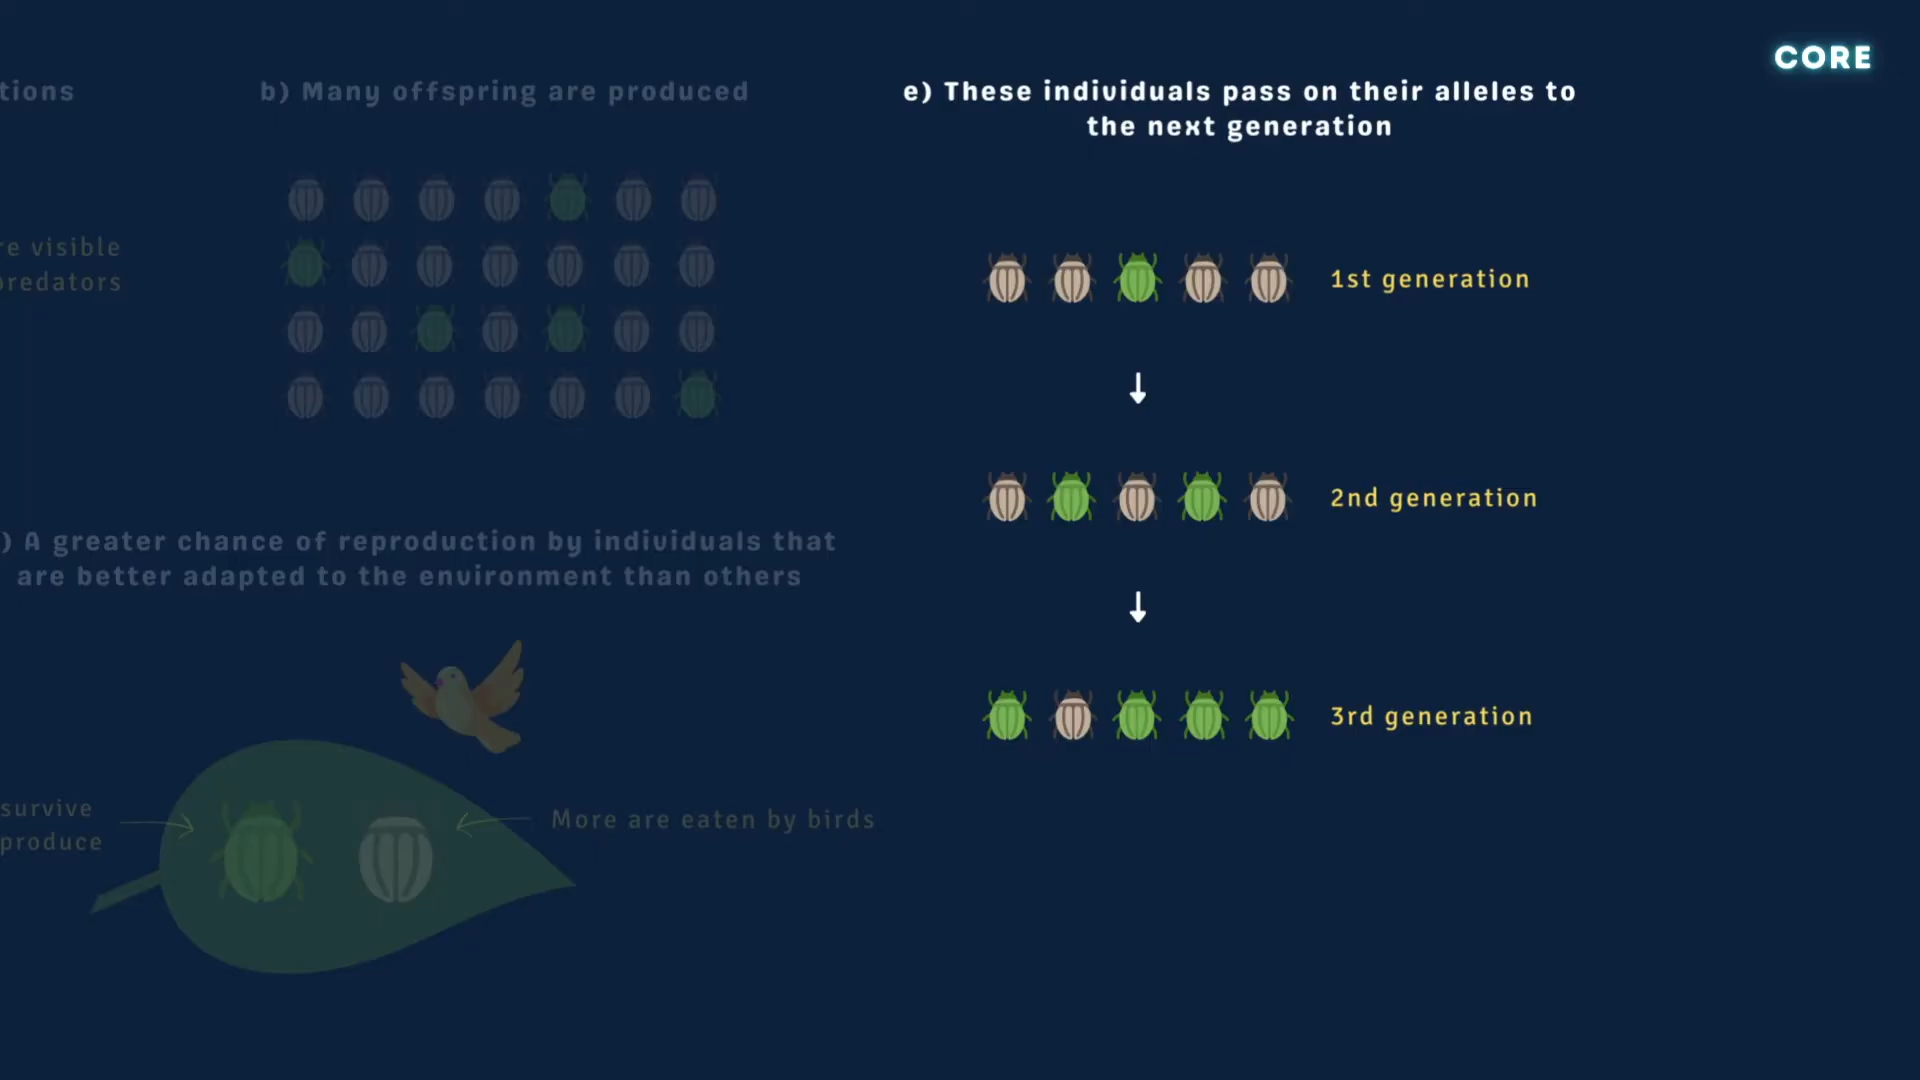 CORE
tions
b) Many offspring are produced
e) These individuals pass on their alleles to
the next generation
re visible
predators
1st generation
2nd generation
3rd generation
) A greater chance of reproduction by individuals that
are better adapted to the environment than others
survive
produce
More are eaten by birds